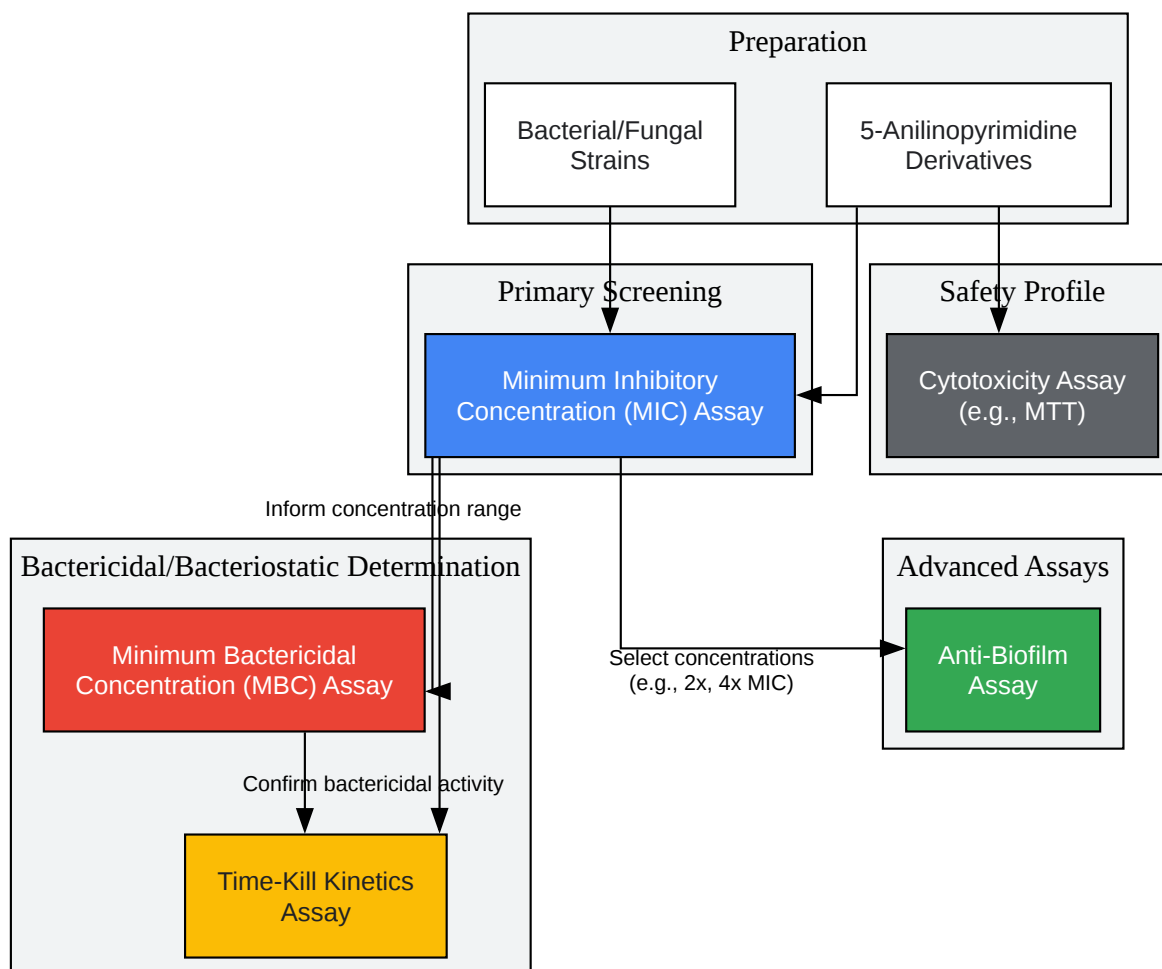 Preparation
Bacterial/Fungal
Strains
5-Anilinopyrimidine
Derivatives
Primary Screening
Safety Profile
Minimum Inhibitory
Concentration (MIC) Assay
Cytotoxicity Assay
(e.g., MTT)
Inform concentration range
Bactericidal/Bacteriostatic Determination
Advanced Assays
Minimum Bactericidal
Concentration (MBC) Assay
Select concentrations
(e.g., 2x, 4x MIC)
Anti-Biofilm
Assay
Confirm bactericidal activity
Time-Kill Kinetics
Assay